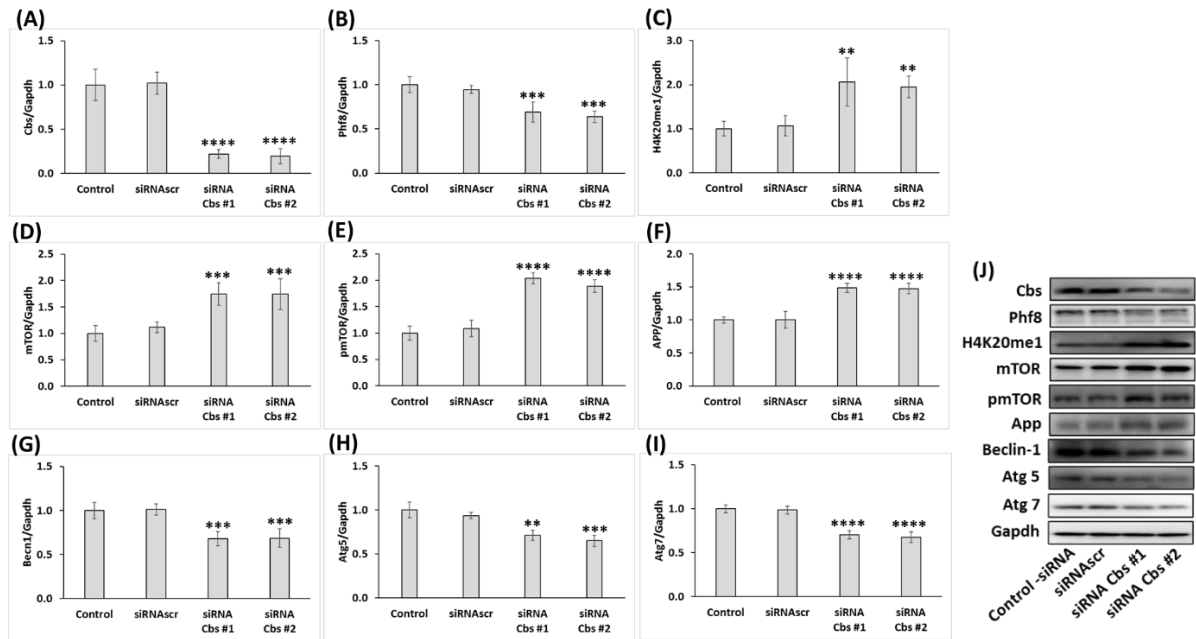 (A)
Cbs/Gapdh
1.5
1.0
0.5
0.0
****
****
Control
siRNAscr
siRNA
Cbs #1
siRNA
Cbs #2
(B)
Phf8/Gapdh
1.5
1.0
0.5
0.0
***
***
Control
siRNAscr
siRNA
Cbs #1
siRNA
Cbs #2
(C)
H4K20me1/Gapdh
3.0
2.0
1.0
0.0
**
**
Control
siRNAscr
siRNA
Cbs #1
siRNA
Cbs #2
(D)
mTOR/Gapdh
2.5
2.0
1.5
1.0
0.5
0.0
***
***
Control
siRNAscr
siRNA
Cbs #1
siRNA
Cbs #2
(E)
pmTOR/Gapdh
2.5
2.0
1.5
1.0
0.5
0.0
****
****
Control
siRNAscr
siRNA
Cbs #1
siRNA
Cbs #2
(F)
APP/Gapdh
2.0
1.5
1.0
0.5
0.0
****
****
Control
siRNAscr
siRNA
Cbs #1
siRNA
Cbs #2
(G)
Becn1/Gapdh
1.5
1.0
0.5
0.0
***
***
Control
siRNAscr
siRNA
Cbs #1
siRNA
Cbs #2
(H)
Atg5/Gapdh
1.5
1.0
0.5
0.0
**
***
Control
siRNAscr
siRNA
Cbs #1
siRNA
Cbs #2
(I)
Atg7/Gapdh
1.5
1.0
0.5
0.0
****
****
Control
siRNAscr
siRNA
Cbs #1
siRNA
Cbs #2
(J)
Cbs
Phf8
H4K20me1
mTOR
pmTOR
App
Beclin-1
Atg 5
Atg 7
Gapdh
Control -siRNA
siRNAscr
siRNA Cbs #1
siRNA Cbs #2